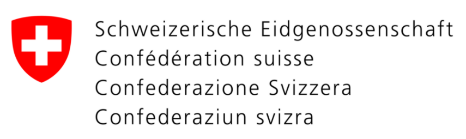 Schweizerische Eidgenossenschaft
Confédération suisse
Confederazione Svizzera
Confederaziun svizra